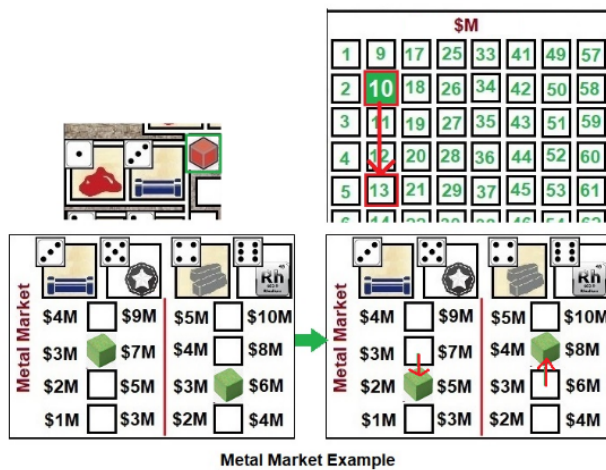 $M
1 9 17 25 33 41 49 57
2 10 18 26 34 42 50 58
3 11 19 27 35 43 51 59
4 12 20 28 36 44 52 60
5 13 21 29 37 45 53 61
Metal Market
Rh
$4M $9M $5M $10M
$3M $7M $4M $8M
$2M $5M $3M $6M
$1M $3M $2M $4M
Metal Market
Rh
$4M $9M $5M $10M
$3M $7M $4M $8M
$2M $5M $3M $6M
$1M $3M $2M $4M
Metal Market Example